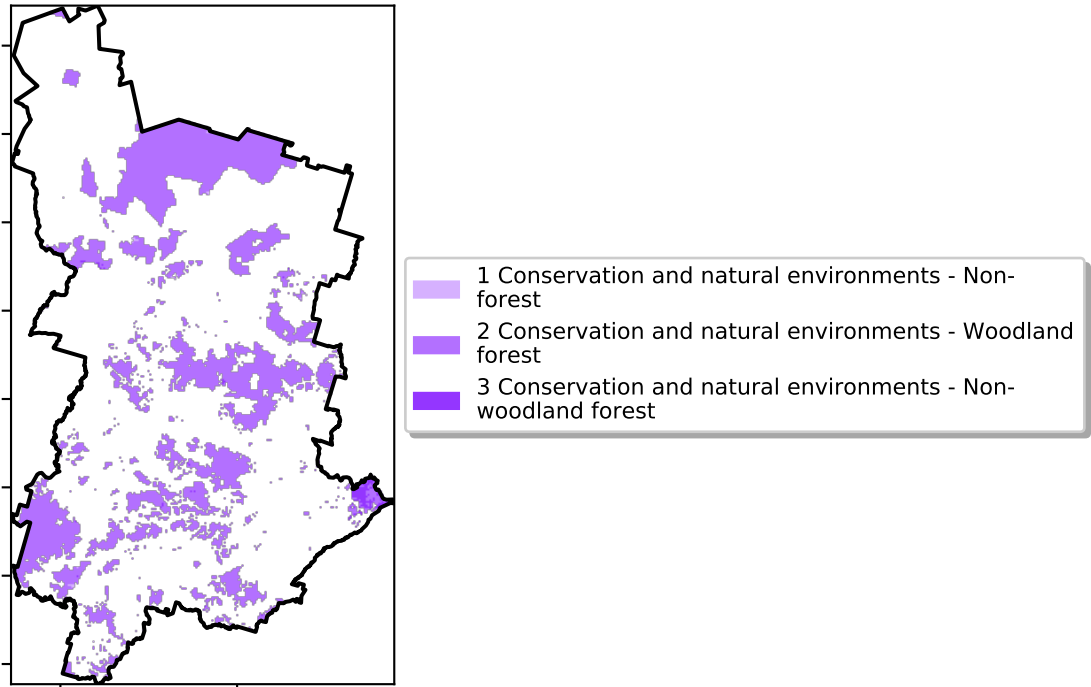 1 Conservation and natural environments - Non-
forest
2 Conservation and natural environments - Woodland
forest
3 Conservation and natural environments - Non-
woodland forest